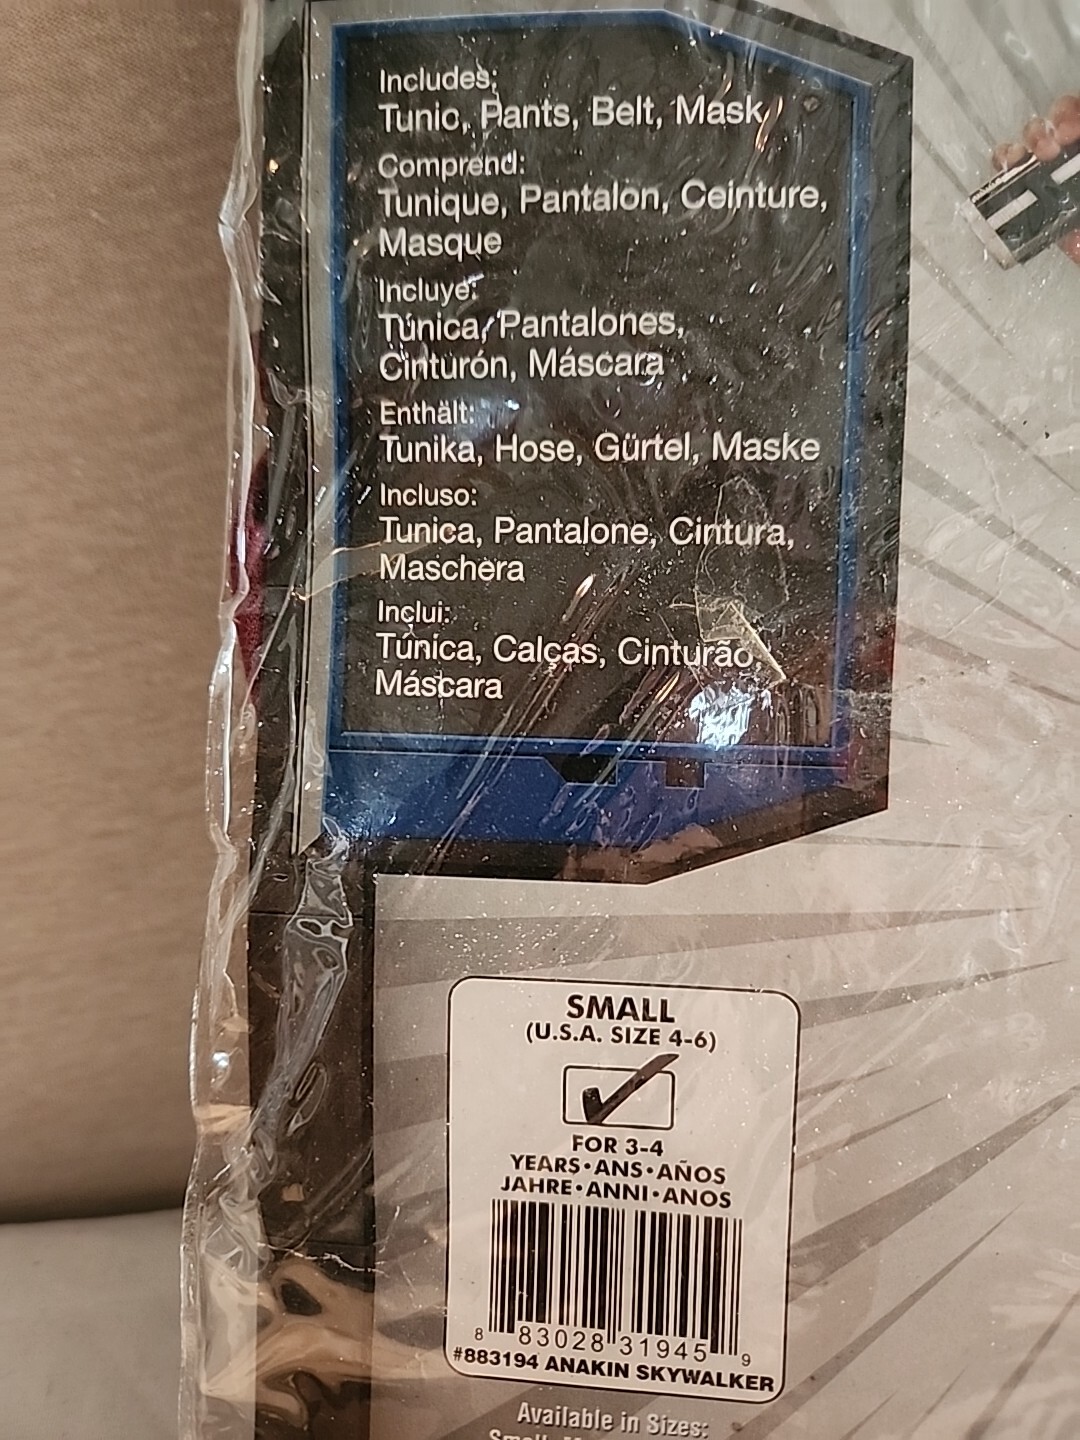 Includes:
Tunic, Pants, Belt, Mask
Comprend:
Tunique, Pantalon, Ceinture,
Masque
Incluye:
Túnica, Pantalones,
Cinturón, Máscara
Enthält:
Tunika, Hose, Gürtel, Maske
Incluso:
Tunica, Pantalone, Cintura,
Maschera
Inclui:
Túnica, Calças, Cinturão,
Máscara
SMALL
(U.S.A. SIZE 4-6)
FOR 3-4
YEARS•ANS•AÑOS
JAHRE•ANNI•ANOS
8 83028 31945 9
#883194 ANAKIN SKYWALKER
Available in Sizes: